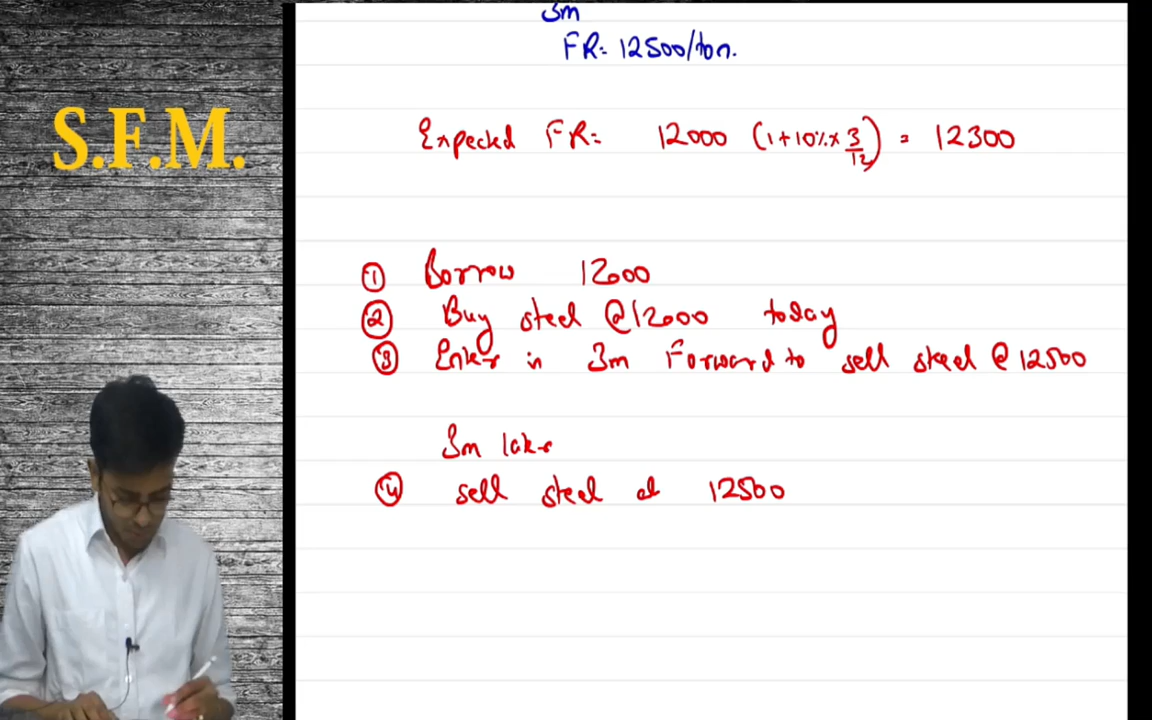 3m
FR= 12500/ton.
S.F.M.
Expected FR= 12000 (1+10%×3/12) = 12300
① Borrow 12000
② Buy steel @12000 today
③ Enter in 3m Forward to sell steel @ 12500
3m later
④ sell steel at 12500